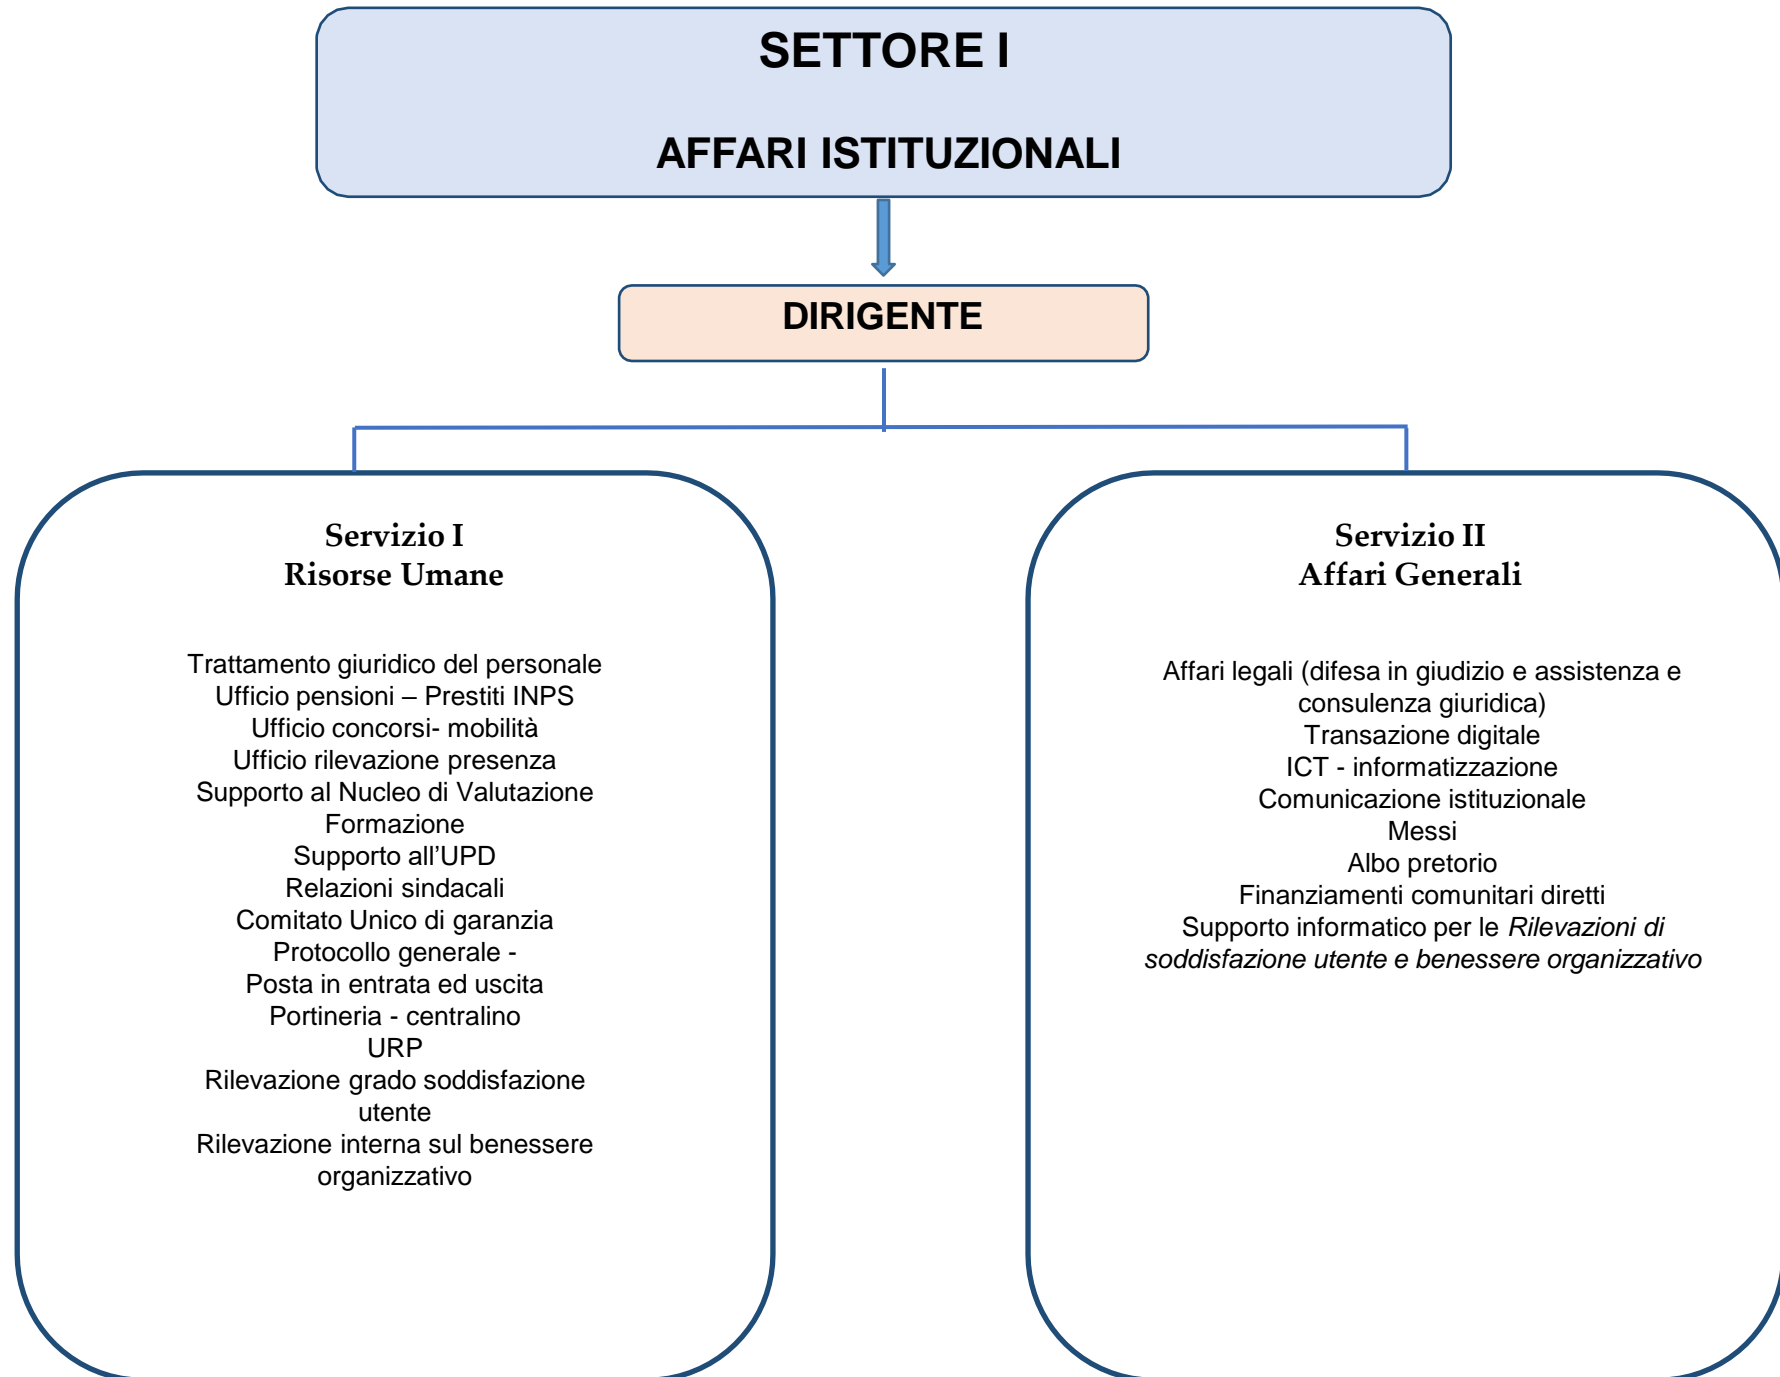 SETTORE I
AFFARI ISTITUZIONALI
DIRIGENTE
Servizio I
Risorse Umane
Trattamento giuridico del personale
Ufficio pensioni – Prestiti INPS
Ufficio concorsi- mobilità
Ufficio rilevazione presenza
Supporto al Nucleo di Valutazione
Formazione
Supporto all’UPD
Relazioni sindacali
Comitato Unico di garanzia
Protocollo generale -
Posta in entrata ed uscita
Portineria - centralino
URP
Rilevazione grado soddisfazione
utente
Rilevazione interna sul benessere
organizzativo
Servizio II
Affari Generali
Affari legali (difesa in giudizio e assistenza e
consulenza giuridica)
Transazione digitale
ICT - informatizzazione
Comunicazione istituzionale
Messi
Albo pretorio
Finanziamenti comunitari diretti
Supporto informatico per le Rilevazioni di
soddisfazione utente e benessere organizzativo